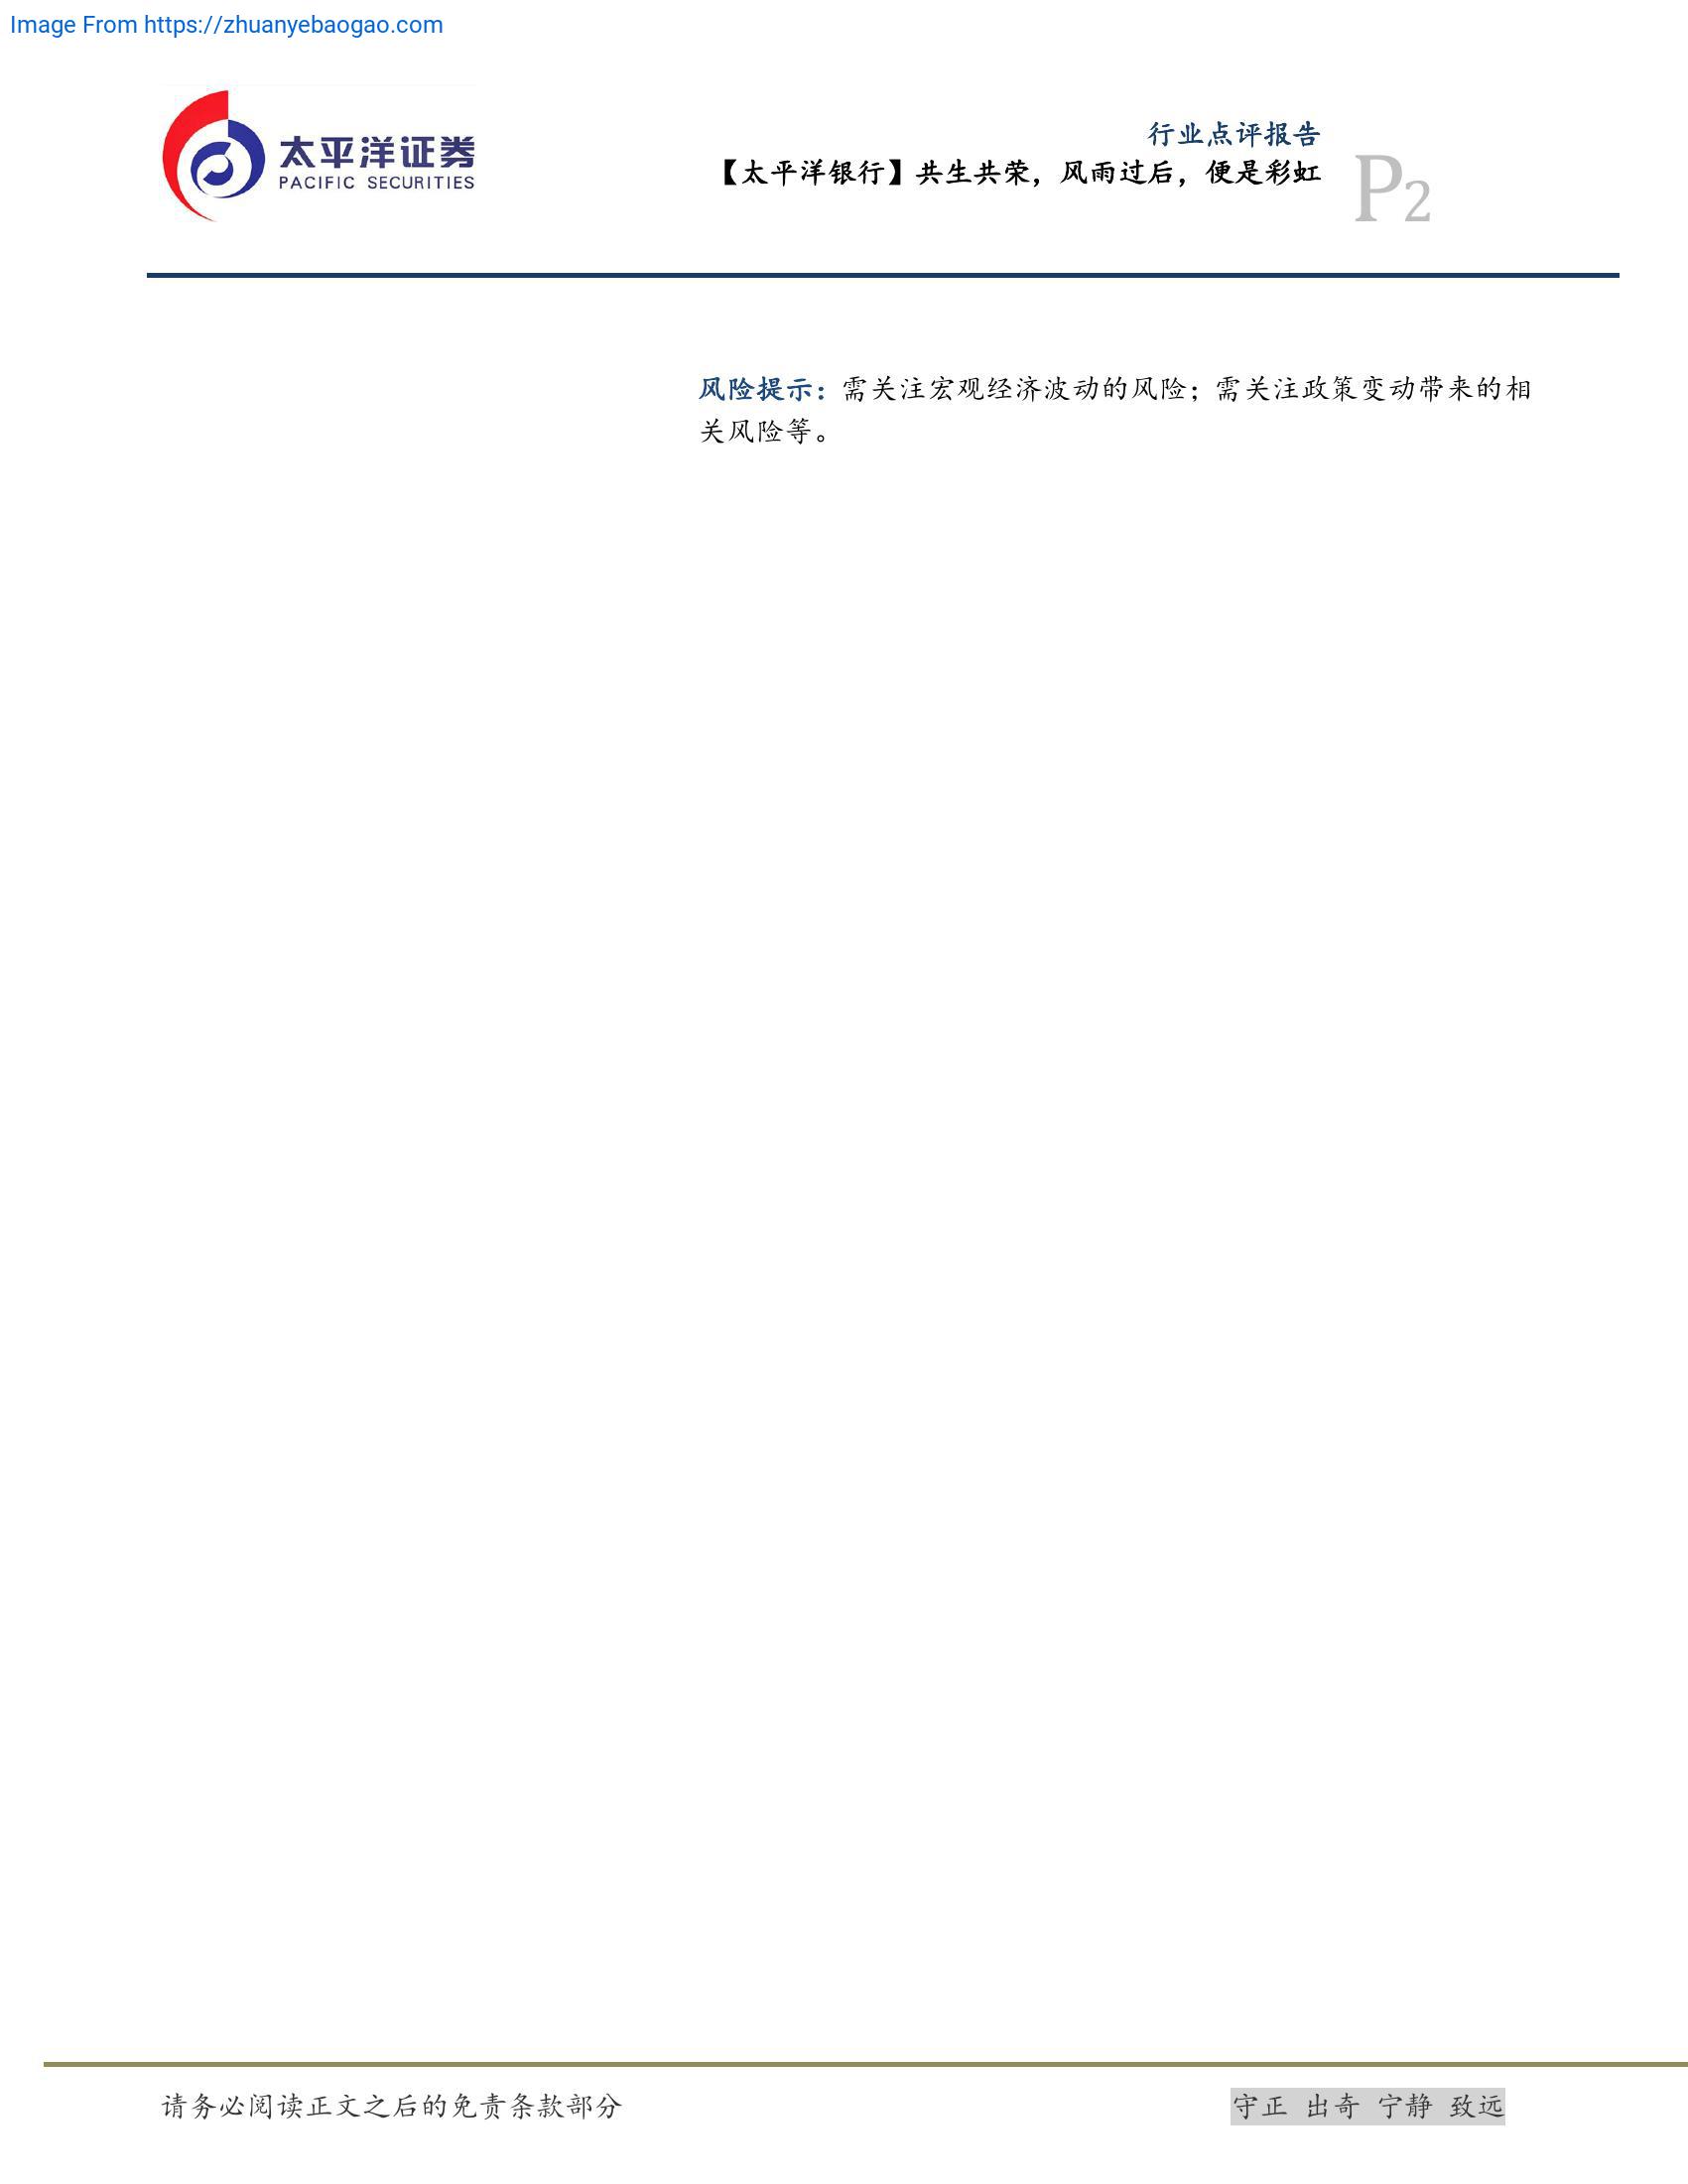 Image From https://zhuanyebaogao.com
太平洋证券
PACIFIC SECURITIES
行业点评报告
【太平洋银行】共生共荣，风雨过后，便是彩虹
P2
风险提示：需关注宏观经济波动的风险；需关注政策变动带来的相
关风险等。
请务必阅读正文之后的免责条款部分
守正 出奇 宁静 致远